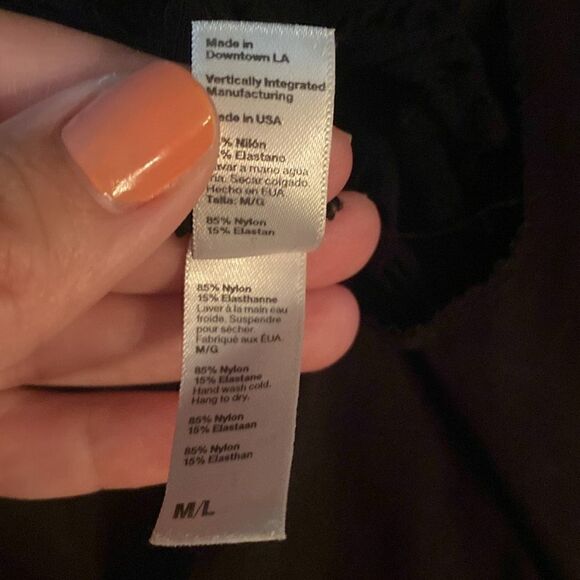 Made in
Downtown LA
Vertically Integrated
Manufacturing
in USA
% Nilón
% Elastano
Lavar a mano agua
Secar colgado.
Hecho en EUA
Talla: M/G
85% Nylon
15% Elastan
85% Nylon
15% Elasthanne
Laver à la main eau
froide. Suspendre
pour sécher.
Fabriqué aux ÉUA
M/G
85% Nylon
15% Elastane
Hand wash cold.
Hang to dry.
85% Nylon
15% Elastaan
85% Nylon
15% Elasthan
M/L